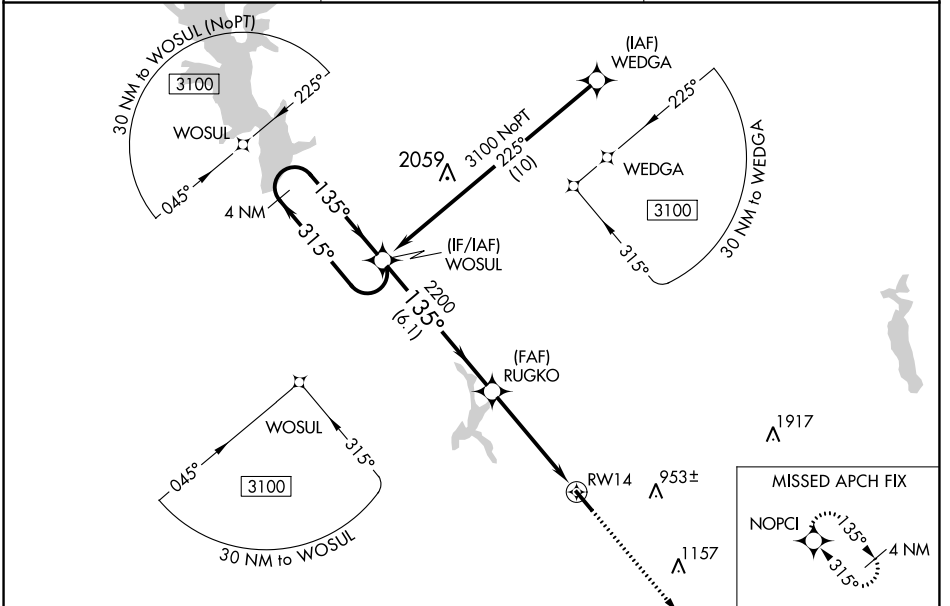 30 NM to WOSUL (NoPT)
3100
225°
WOSUL
045°
4 NM
135°
315°
(IAF)
WEDGA
3100 NoPT
225°
(10)
2059
(IF/IAF)
WOSUL
2200
135°
(6.1)
225°
WEDGA
3100
315°
30 NM to WEDGA
(FAF)
RUGKO
WOSUL
045°
315°
3100
30 NM to WOSUL
RW14
953±
1917
1157
MISSED APCH FIX
NOPCI
135°
315°
4 NM